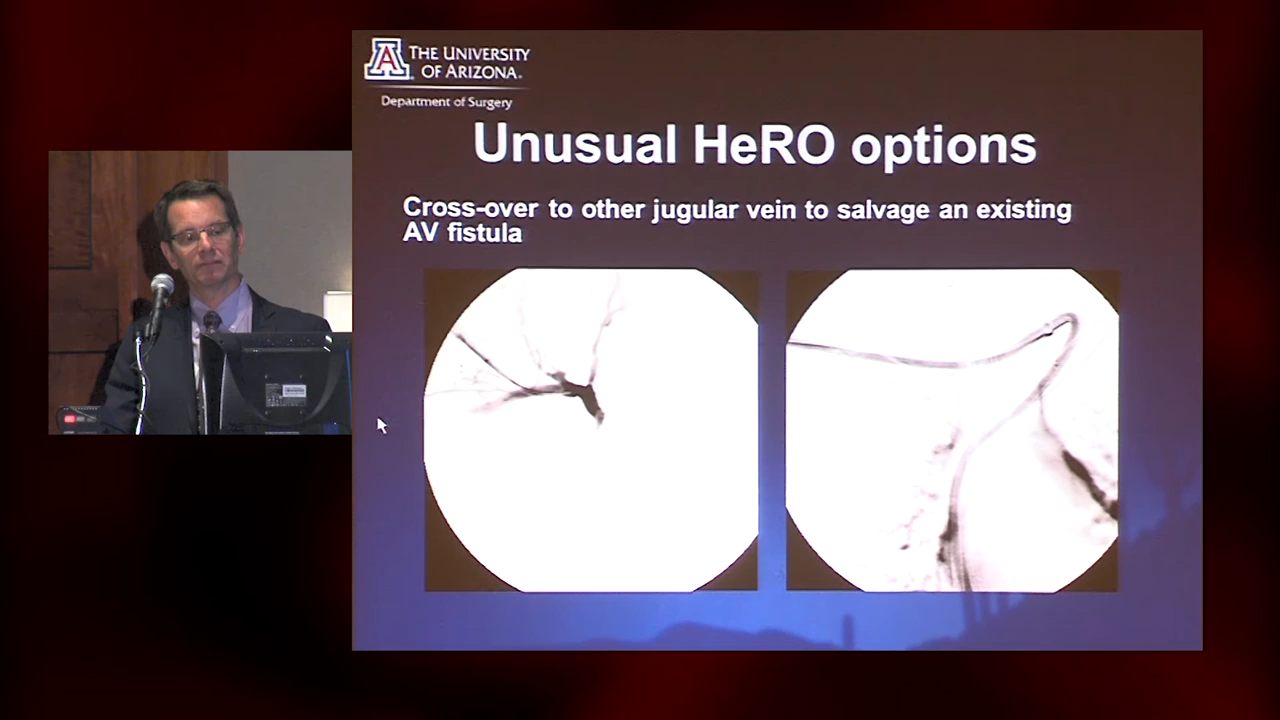 THE UNIVERSITY
OF ARIZONA.
Department of Surgery
Unusual HeRO options
Cross-over to other jugular vein to salvage an existing
AV fistula